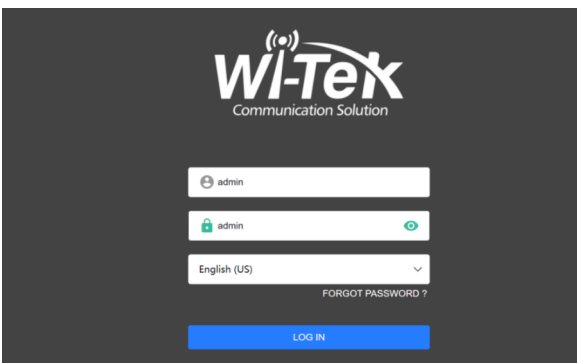 Wi-Tek
Communication Solution
admin
admin
English (US)
FORGOT PASSWORD ?
LOG IN